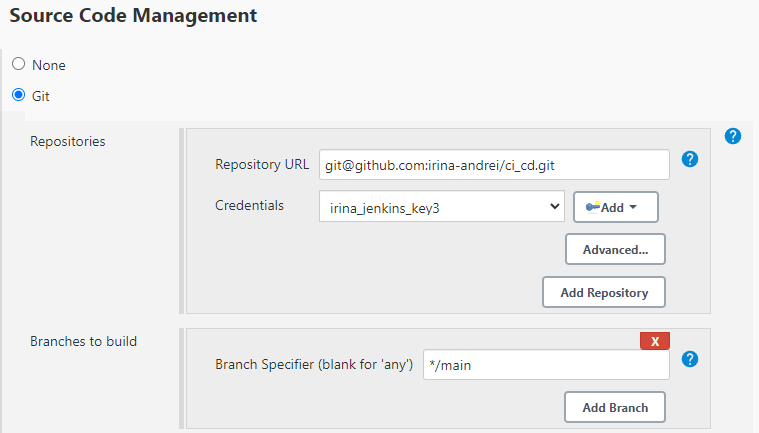 Source Code Management
None
Git
Repositories
?
Repository URL git@github.com:irina-andrei/ci_cd.git ?
Credentials irina_jenkins_key3 Add
Advanced...
Add Repository
Branches to build
X
Branch Specifier (blank for 'any') */main ?
Add Branch